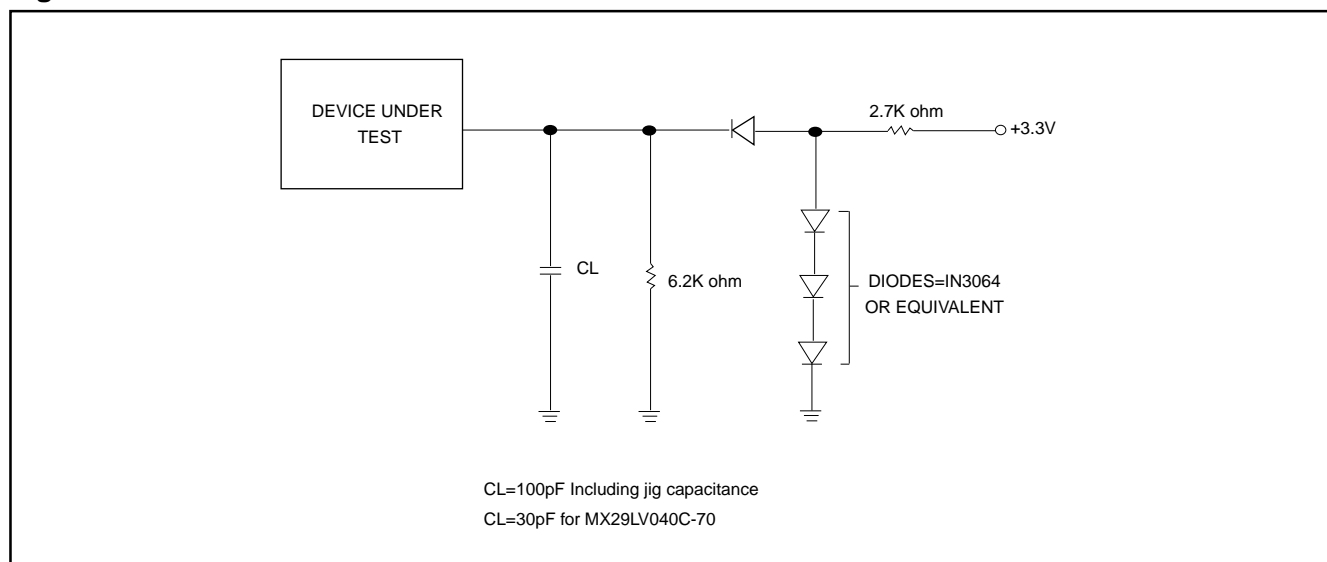 DEVICE UNDER
TEST
2.7K ohm
+3.3V
CL
6.2K ohm
DIODES=IN3064
OR EQUIVALENT
CL=100pF Including jig capacitance
CL=30pF for MX29LV040C-70